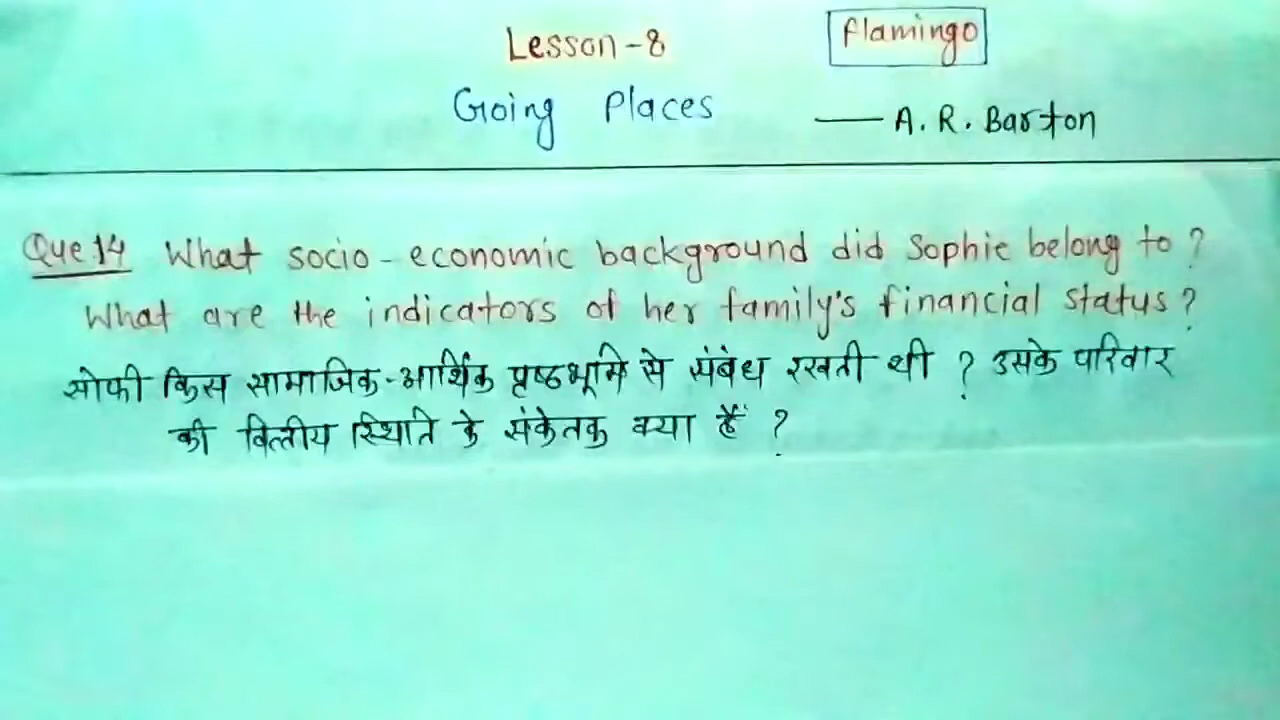 Lesson-8
Flamingo
Going Places
— A. R. Barton
Que.14 What socio-economic background did Sophie belong to?
What are the indicators of her family's financial status?
सोफी किस सामाजिक-आर्थिक पृष्ठभूमि से संबंध रखती थी ? उसके परिवार
की वित्तीय स्थिति के संकेतक क्या हैं ?